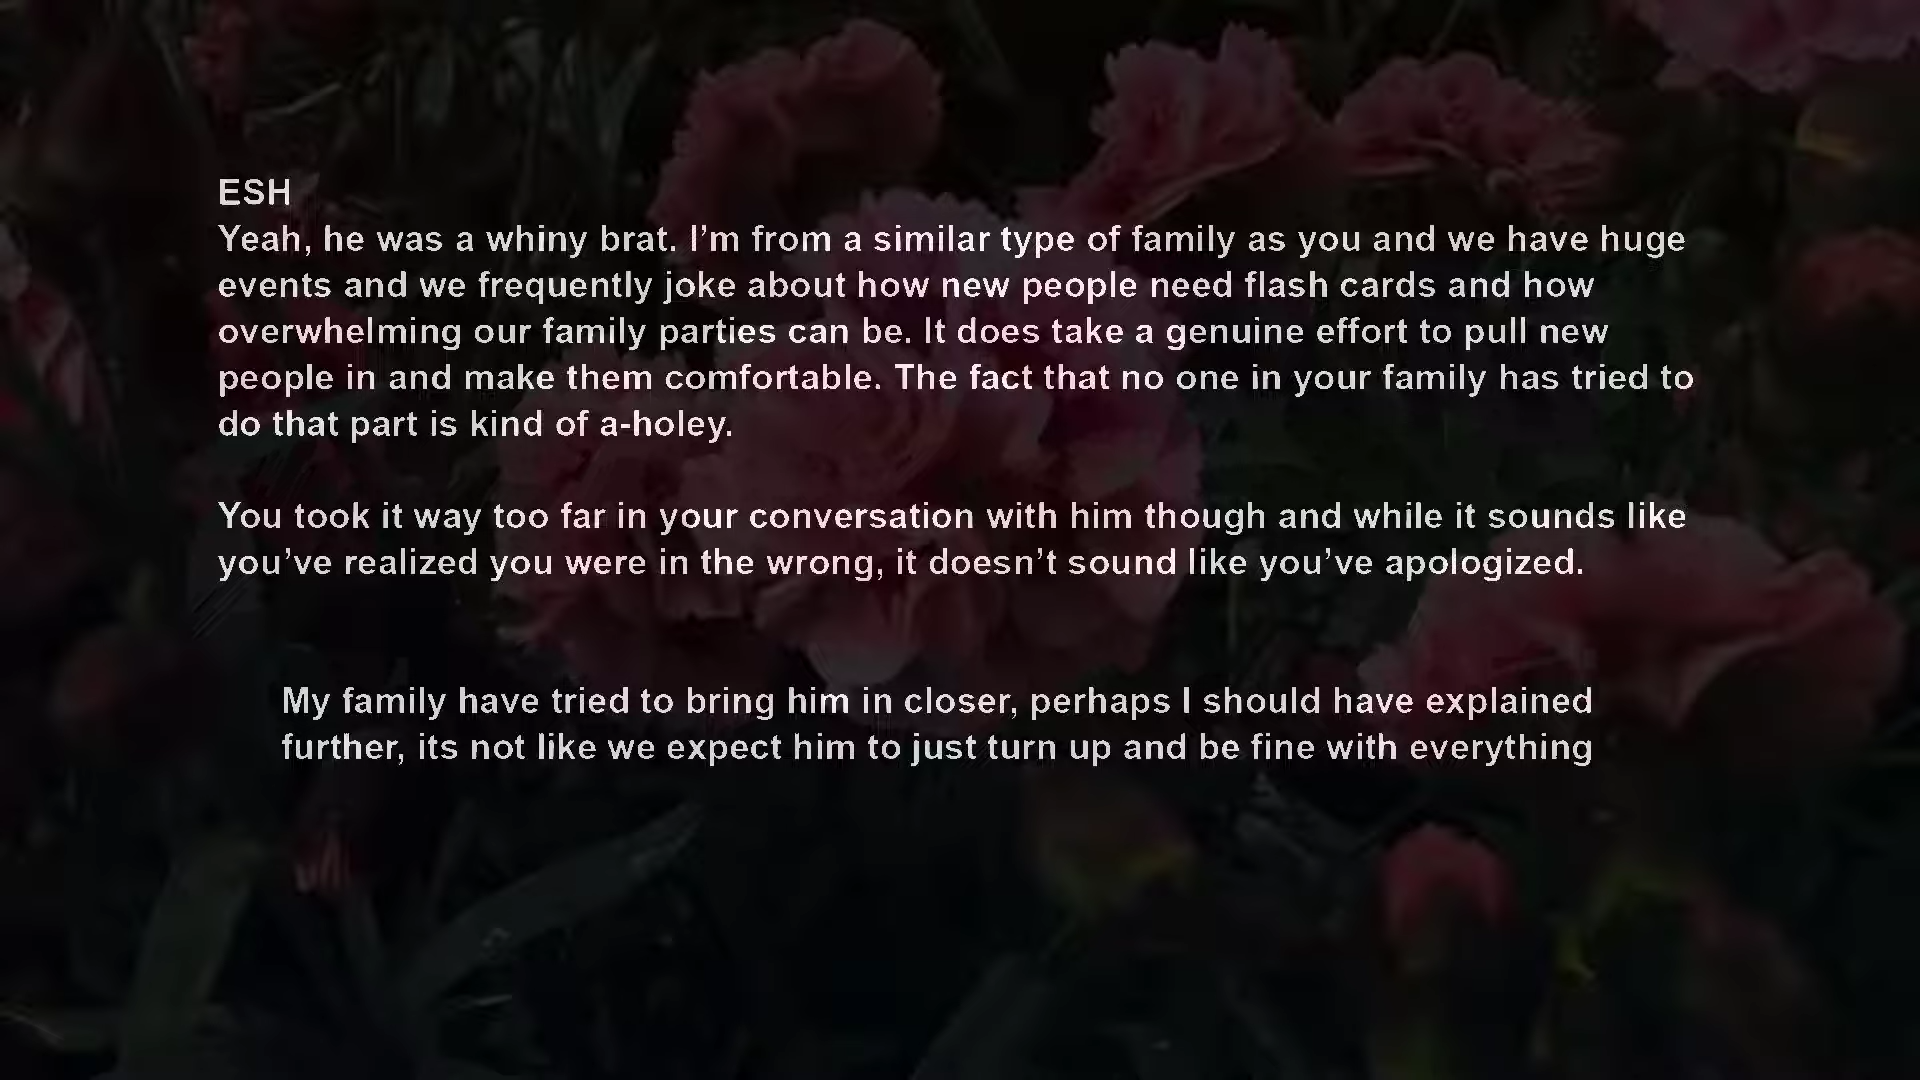 ESH
Yeah, he was a whiny brat. I’m from a similar type of family as you and we have huge
events and we frequently joke about how new people need flash cards and how
overwhelming our family parties can be. It does take a genuine effort to pull new
people in and make them comfortable. The fact that no one in your family has tried to
do that part is kind of a-holey.
You took it way too far in your conversation with him though and while it sounds like
you’ve realized you were in the wrong, it doesn’t sound like you’ve apologized.
My family have tried to bring him in closer, perhaps I should have explained
further, its not like we expect him to just turn up and be fine with everything